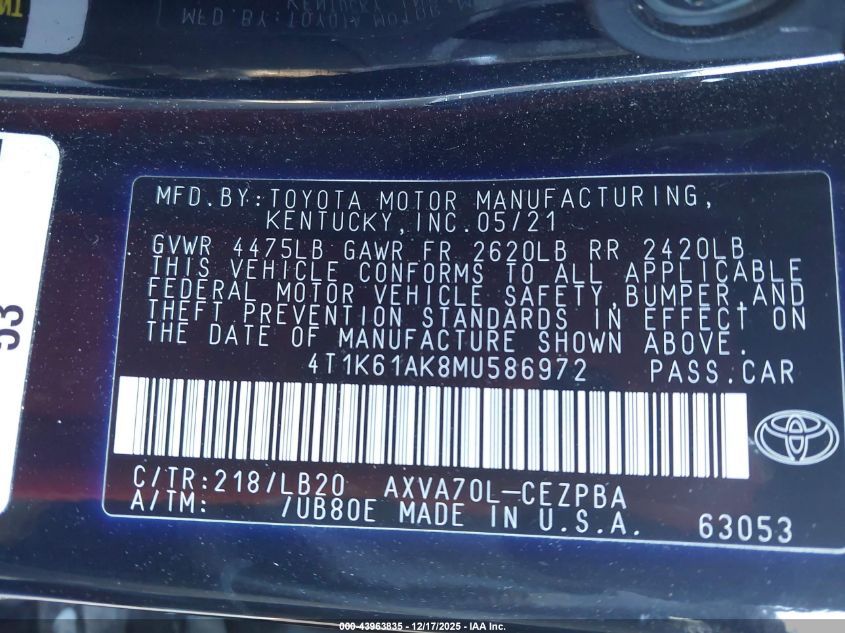 MFD.BY:TOYOTA MOTOR MANUFACTURING,
KENTUCKY,INC.05/21
GVWR 4475LB GAWR FR 2620LB RR 2420LB
THIS VEHICLE CONFORMS TO ALL APPLICABLE
FEDERAL MOTOR VEHICLE SAFETY,BUMPER,AND
THEFT PREVENTION STANDARDS IN EFFECT ON
THE DATE OF MANUFACTURE SHOWN ABOVE.
4T1K61AK8MU586972 PASS.CAR
C/TR:218/LB20 AXVA70L-CEZPBA
A/TM: /UB80E MADE IN U.S.A. 63053
53
000-43963835 - 12/17/2025 - IAA Inc.